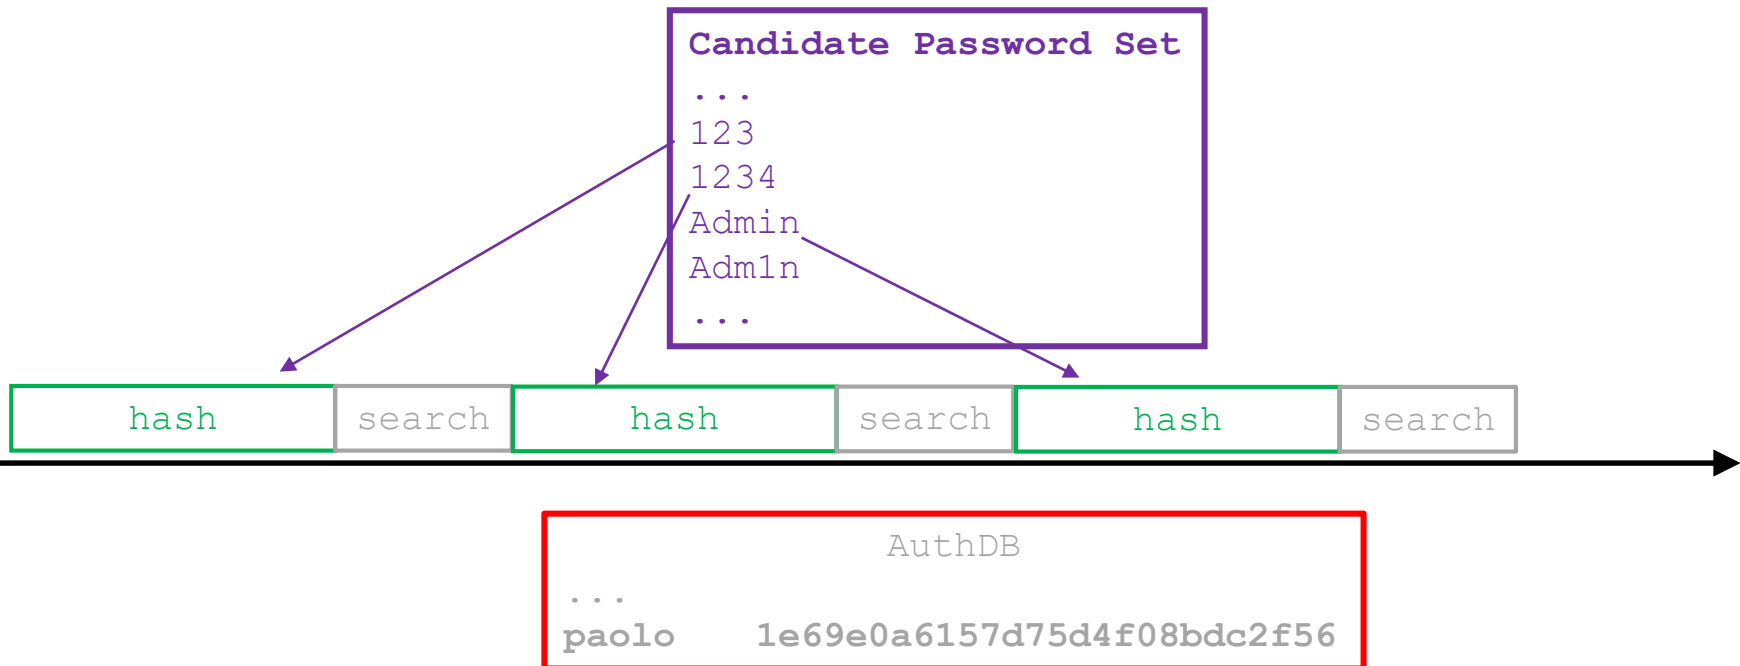 Candidate Password Set
...
123
1234
Admin
Adm1n
...
hash search hash search hash search
AuthDB
...
paolo 1e69e0a6157d75d4f08bdc2f56